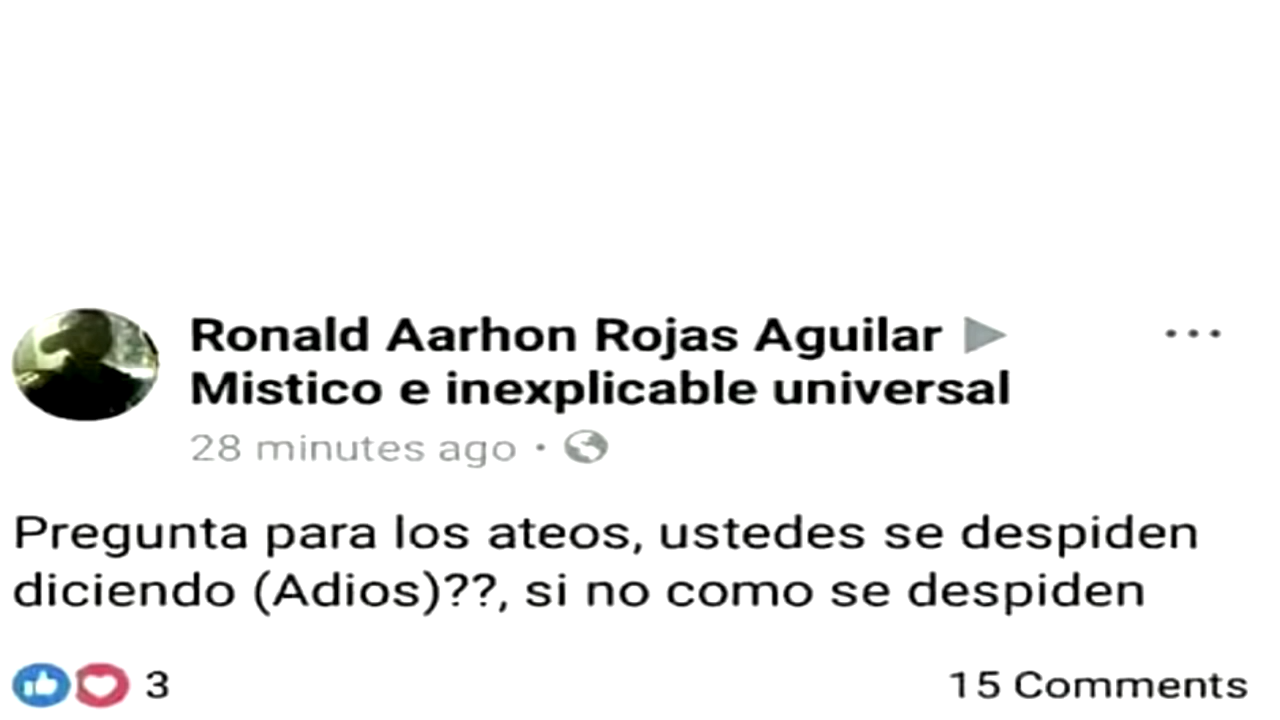 Ronald Aarhon Rojas Aguilar
Mistico e inexplicable universal
28 minutes ago ·
Pregunta para los ateos, ustedes se despiden
diciendo (Adios)??, si no como se despiden
3 15 Comments